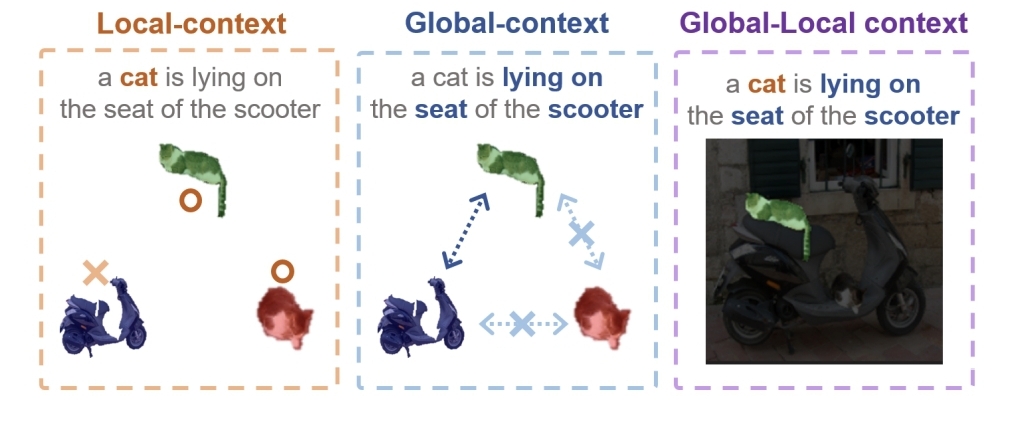 Local-context
a cat is lying on
the seat of the scooter
Global-context
a cat is lying on
the seat of the scooter
Global-Local context
a cat is lying on
the seat of the scooter